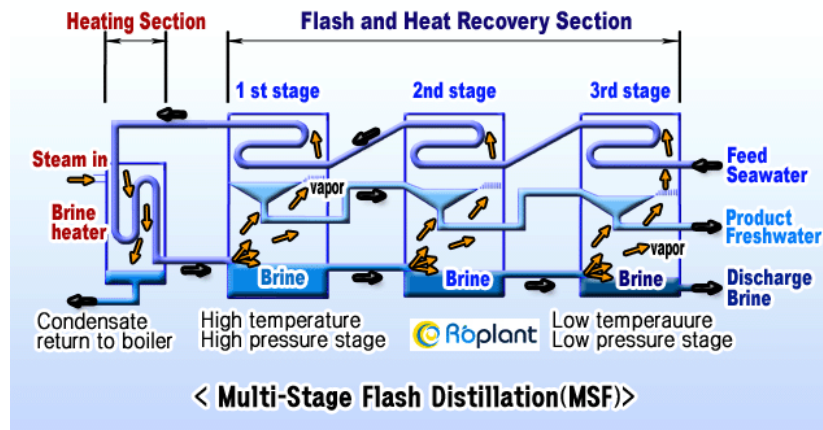 Heating Section
Flash and Heat Recovery Section
1 st stage
2nd stage
3rd stage
Steam in
Brine
heater
vapor
Feed
Seawater
Product
Freshwater
vapor
Brine
Brine
Brine
Discharge
Brine
Condensate
return to boiler
High temperature
High pressure stage
Röplant
Low temperauure
Low pressure stage
< Multi-Stage Flash Distillation(MSF)>